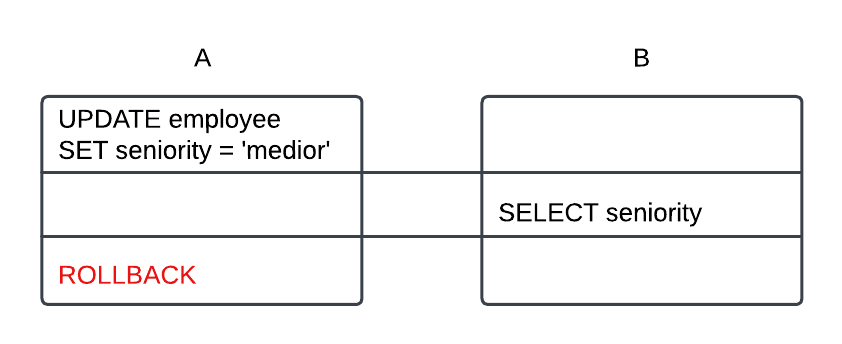 A
B
UPDATE employee
SET seniority = 'medior'
SELECT seniority
ROLLBACK